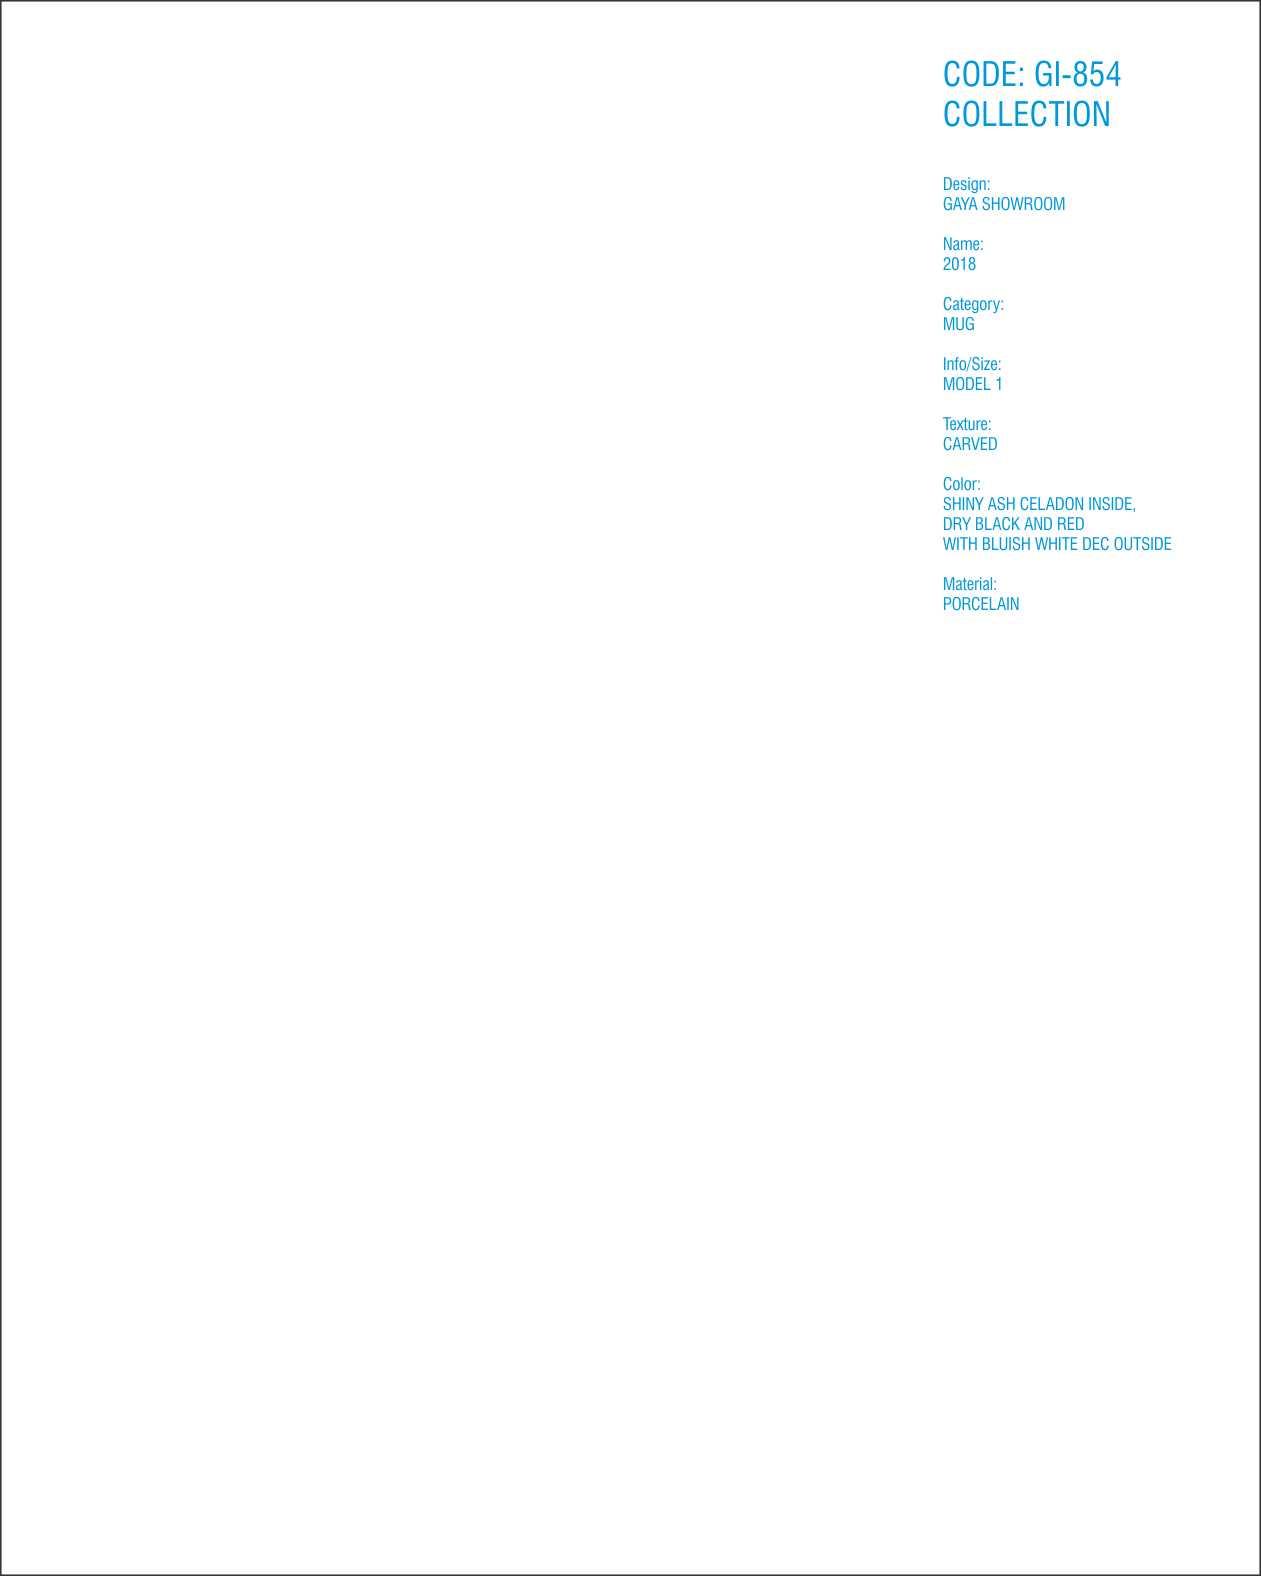 CODE: GI-854
COLLECTION
Design:
GAYA SHOWROOM
Name:
2018
Category:
MUG
Info/Size:
MODEL 1
Texture:
CARVED
Color:
SHINY ASH CELADON INSIDE,
DRY BLACK AND RED
WITH BLUISH WHITE DEC OUTSIDE
Material:
PORCELAIN